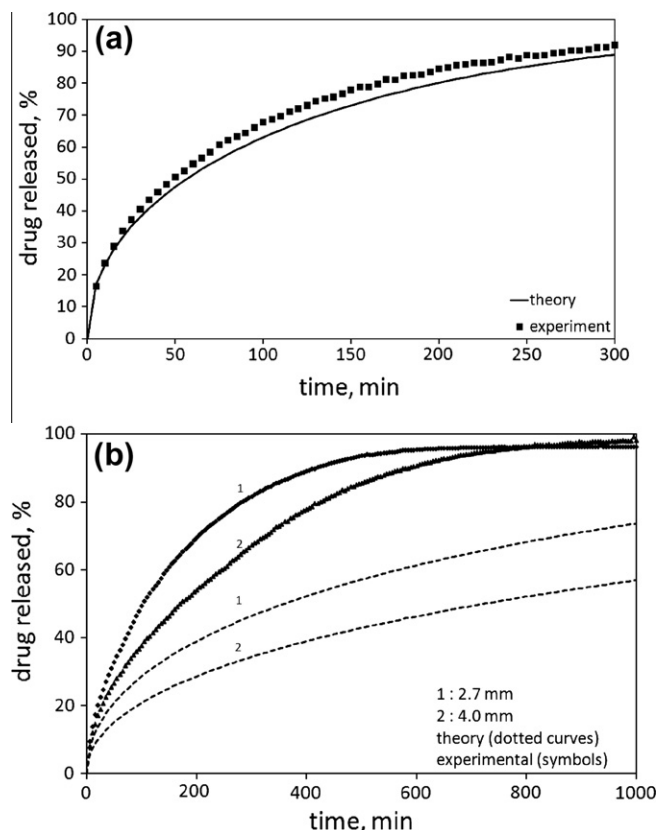 (a)
drug released, %
100
90
80
70
60
50
40
30
20
10
0
0 50 100 150 200 250 300
time, min
theory
experiment
(b)
drug released, %
100
80
60
40
20
0
1
2
1
2
1 : 2.7 mm
2 : 4.0 mm
theory (dotted curves)
experimental (symbols)
0 200 400 600 800 1000
time, min